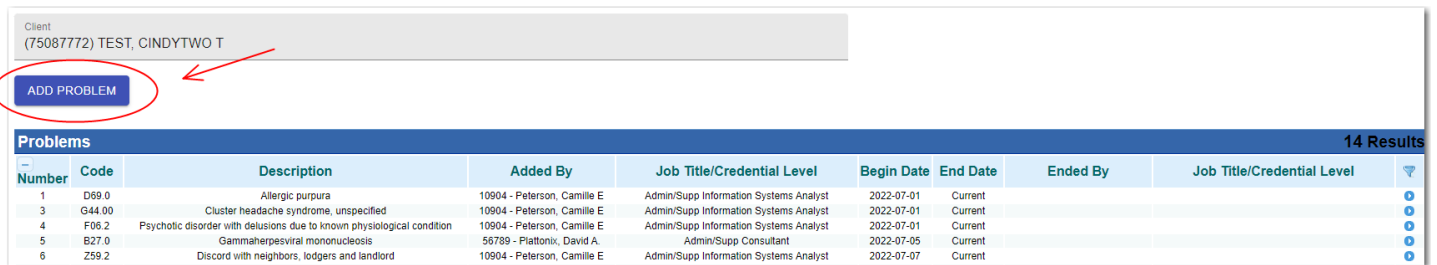 Client
(75087772) TEST, CINDYTWO T
ADD PROBLEM
Problems 14 Results
Number Code Description Added By Job Title/Credential Level Begin Date End Date Ended By Job Title/Credential Level
1 D69.0 Allergic purpura 10904 - Peterson, Camille E Admin/Supp Information Systems Analyst 2022-07-01 Current
3 G44.00 Cluster headache syndrome, unspecified 10904 - Peterson, Camille E Admin/Supp Information Systems Analyst 2022-07-01 Current
4 F06.2 Psychotic disorder with delusions due to known physiological condition 10904 - Peterson, Camille E Admin/Supp Information Systems Analyst 2022-07-01 Current
5 B27.0 Gammaherpesviral mononucleosis 56789 - Plattonix, David A. Admin/Supp Consultant 2022-07-05 Current
6 Z59.2 Discord with neighbors, lodgers and landlord 10904 - Peterson, Camille E Admin/Supp Information Systems Analyst 2022-07-07 Current